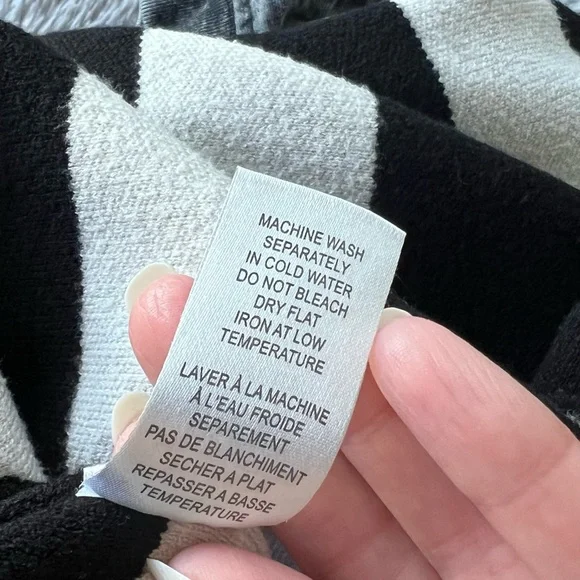 MACHINE WASH
SEPARATELY
IN COLD WATER
DO NOT BLEACH
DRY FLAT
IRON AT LOW
TEMPERATURE
LAVER À LA MACHINE
À L'EAU FROIDE
SEPAREMENT
PAS DE BLANCHIMENT
SECHER A PLAT
REPASSER A BASSE
TEMPERATURE